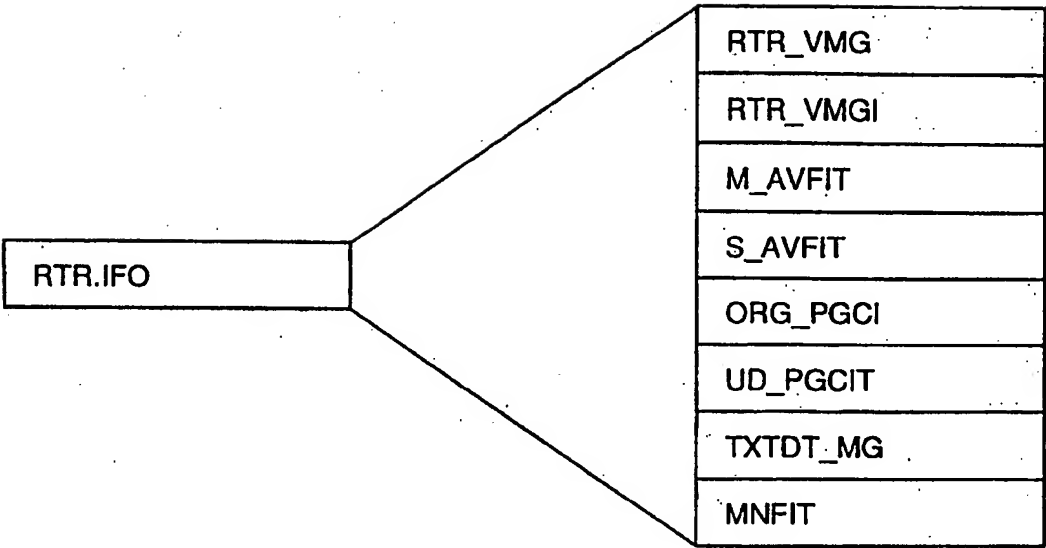 RTR.IFO
RTR_VMG
RTR_VMGI
M_AVFIT
S_AVFIT
ORG_PGCI
UD_PGCIT
TXTDT_MG
MNFIT